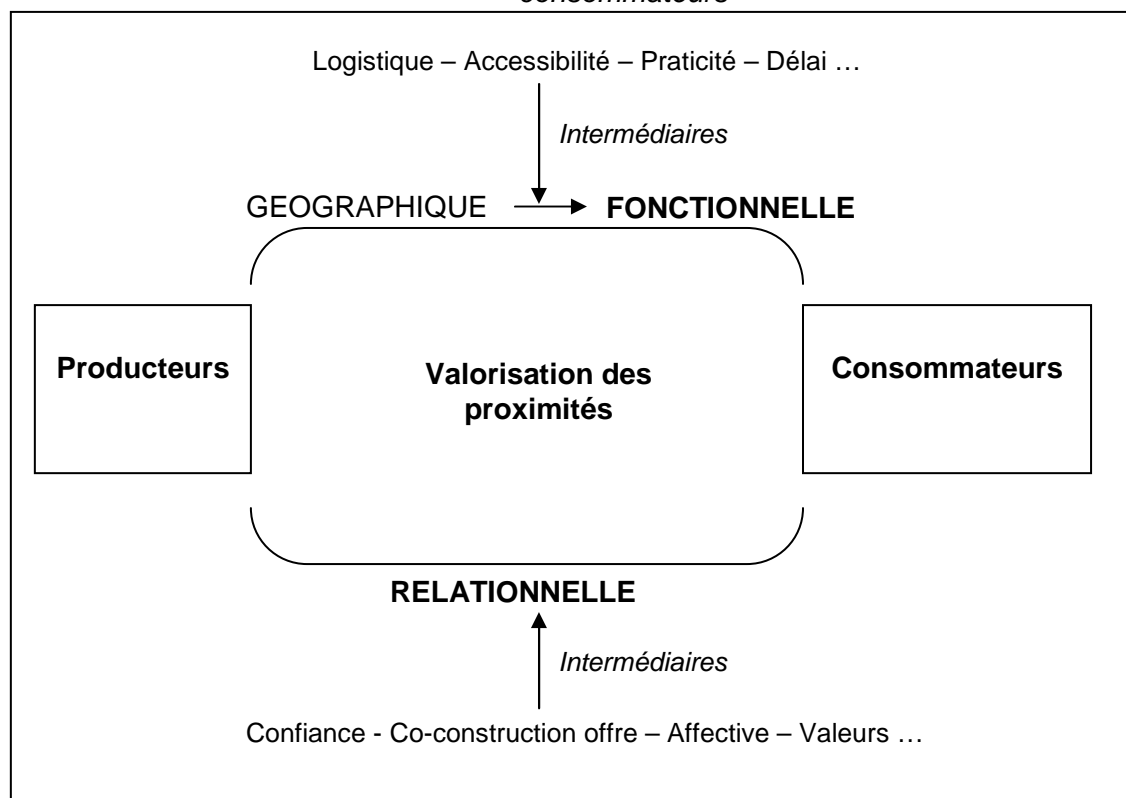 consommateurs
Logistique – Accessibilité – Praticité – Délai …
Intermédiaires
GEOGRAPHIQUE FONCTIONNELLE
Producteurs
Valorisation des
proximités
Consommateurs
RELATIONNELLE
Intermédiaires
Confiance - Co-construction offre – Affective – Valeurs …